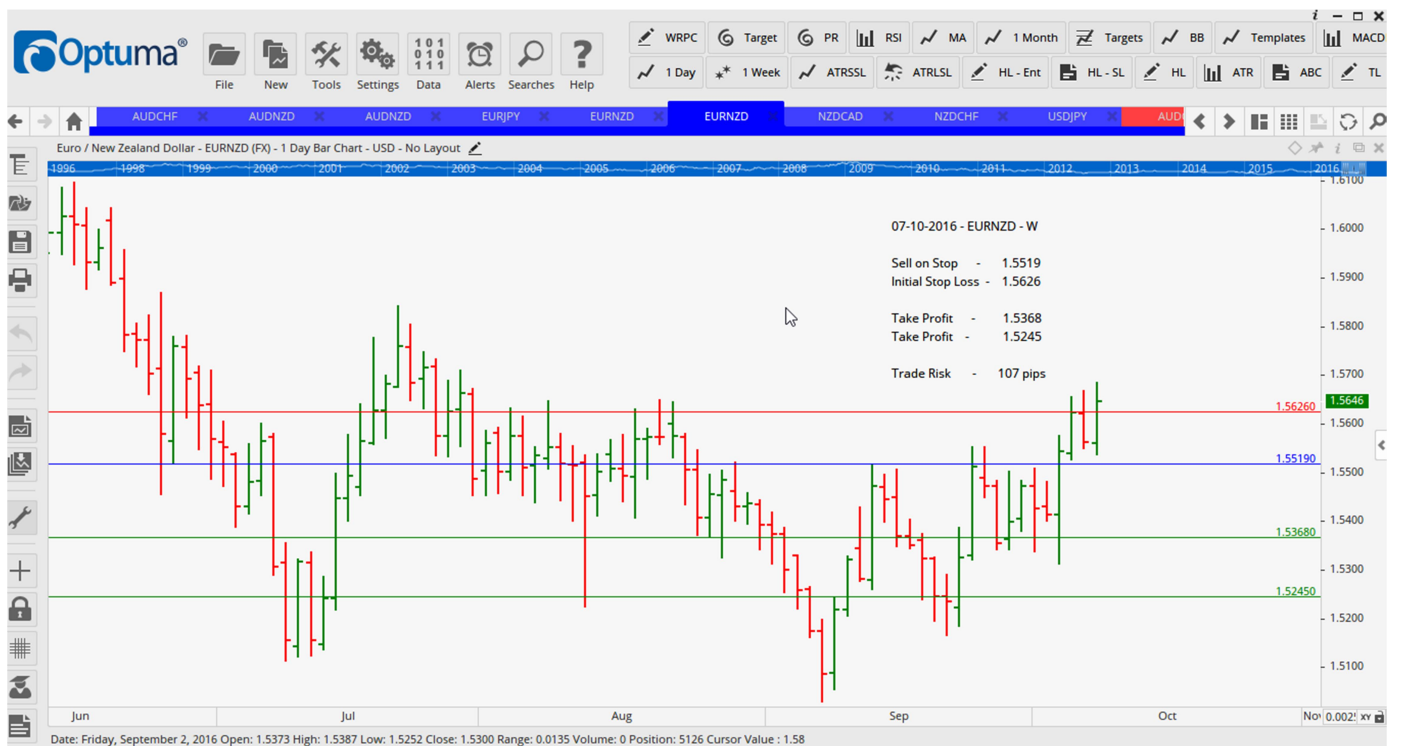 i
Optuma®
File
New
Tools
Settings
Data
Alerts
Searches
Help
WRPC
Target
PR
RSI
MA
1 Month
Targets
BB
Templates
MACD
1 Day
1 Week
ATRSSL
ATRLSL
HL - Ent
HL - SL
HL
ATR
ABC
TL
101
010
111
AUDCHF
AUDNZD
AUDNZD
EURJPY
EURNZD
EURNZD
NZDCAD
NZDCHF
USDJPY
Euro / New Zealand Dollar - EURNZD (FX) - 1 Day Bar Chart - USD - No Layout
i
1996 1998 1999 2000 2001 2002 2003 2004 2005 2006 2007 2008 2009 2010 2011 2012 2013 2014 2015 2016
1.6100
07-10-2016 - EURNZD - W
Sell on Stop - 1.5519
Initial Stop Loss - 1.5626
Take Profit - 1.5368
Take Profit - 1.5245
Trade Risk - 107 pips
1.6000
1.5900
1.5800
1.5700
1.5646
1.56260
1.5600
1.55190
1.5500
1.5400
1.53680
1.5300
1.52450
1.5200
1.5100
Jun Jul Aug Sep Oct
XY
Date: Friday, September 2, 2016 Open: 1.5373 High: 1.5387 Low: 1.5252 Close: 1.5300 Range: 0.0135 Volume: 0 Position: 5126 Cursor Value : 1.58